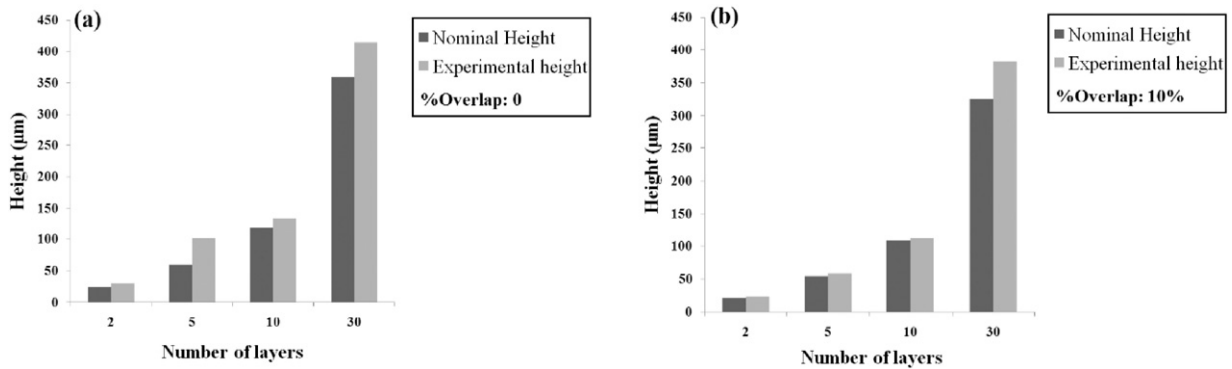 (a)
450
400
350
300
250
200
150
100
50
0
Height (µm)
2 5 10 30
Number of layers
Nominal Height
Experimental height
%Overlap: 0
(b)
450
400
350
300
250
200
150
100
50
0
Height (µm)
2 5 10 30
Number of layers
Nominal Height
Experimental height
%Overlap: 10%